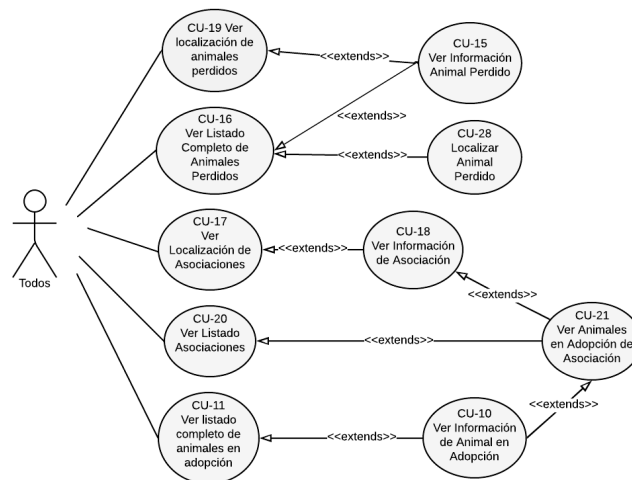 CU-19 Ver
localización de
animales
perdidos
<<extends>>
CU-15
Ver Información
Animal Perdido
CU-16
Ver Listado
Completo de
Animales
Perdidos
<<extends>>
<<extends>>
CU-28
Localizar
Animal
Perdido
Todos
CU-17
Ver
Localización de
Asociaciones
<<extends>>
CU-18
Ver Información
de Asociación
<<extends>>
CU-20
Ver Listado
Asociaciones
<<extends>>
CU-21
Ver Animales
en Adopción de
Asociación
<<extends>>
CU-11
Ver listado
completo de
animales en
adopción
<<extends>>
CU-10
Ver Información
de Animal en
Adopción